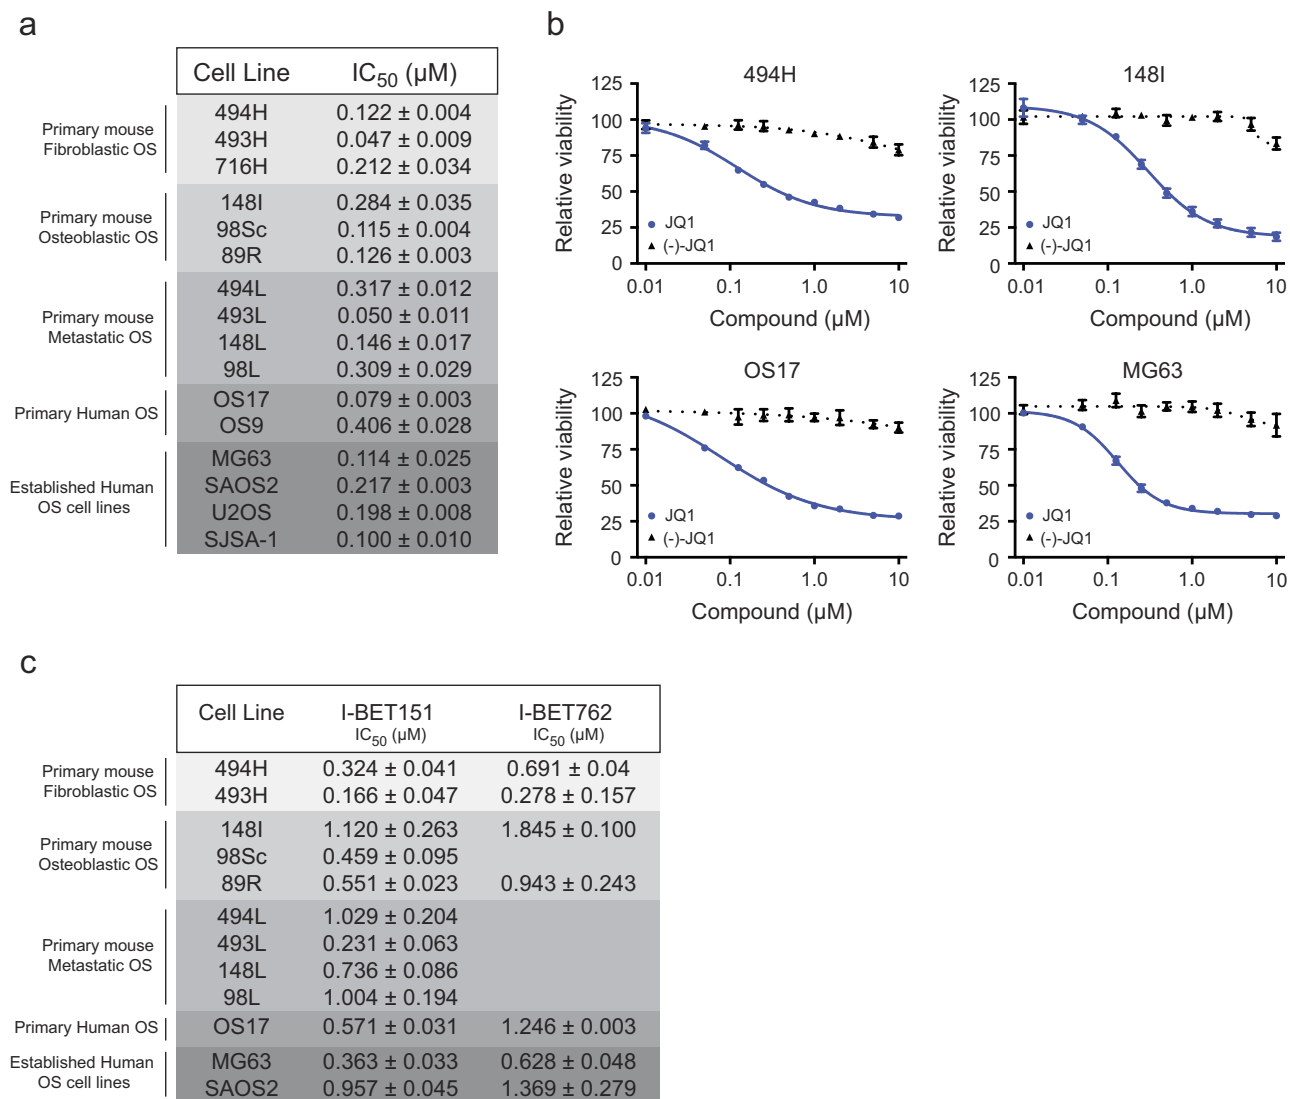 a
Cell Line IC50 (µM)
Primary mouse
Fibroblastic OS
494H 0.122 ± 0.004
493H 0.047 ± 0.009
716H 0.212 ± 0.034
Primary mouse
Osteoblastic OS
148I 0.284 ± 0.035
98Sc 0.115 ± 0.004
89R 0.126 ± 0.003
Primary mouse
Metastatic OS
494L 0.317 ± 0.012
493L 0.050 ± 0.011
148L 0.146 ± 0.017
98L 0.309 ± 0.029
Primary Human OS
OS17 0.079 ± 0.003
OS9 0.406 ± 0.028
Established Human
OS cell lines
MG63 0.114 ± 0.025
SAOS2 0.217 ± 0.003
U2OS 0.198 ± 0.008
SJSA-1 0.100 ± 0.010
b
494H
Relative viability
125
100
75
50
25
0
JQ1
(-)-JQ1
0.01 0.1 1.0 10
Compound (µM)
148I
Relative viability
125
100
75
50
25
0
JQ1
(-)-JQ1
0.01 0.1 1.0 10
Compound (µM)
OS17
Relative viability
125
100
75
50
25
0
JQ1
(-)-JQ1
0.01 0.1 1.0 10
Compound (µM)
MG63
Relative viability
125
100
75
50
25
0
JQ1
(-)-JQ1
0.01 0.1 1.0 10
Compound (µM)
c
Cell Line I-BET151 I-BET762
IC50 (µM) IC50 (µM)
Primary mouse
Fibroblastic OS
494H 0.324 ± 0.041 0.691 ± 0.04
493H 0.166 ± 0.047 0.278 ± 0.157
Primary mouse
Osteoblastic OS
148I 1.120 ± 0.263 1.845 ± 0.100
98Sc 0.459 ± 0.095
89R 0.551 ± 0.023 0.943 ± 0.243
Primary mouse
Metastatic OS
494L 1.029 ± 0.204
493L 0.231 ± 0.063
148L 0.736 ± 0.086
98L 1.004 ± 0.194
Primary Human OS
OS17 0.571 ± 0.031 1.246 ± 0.003
Established Human
OS cell lines
MG63 0.363 ± 0.033 0.628 ± 0.048
SAOS2 0.957 ± 0.045 1.369 ± 0.279